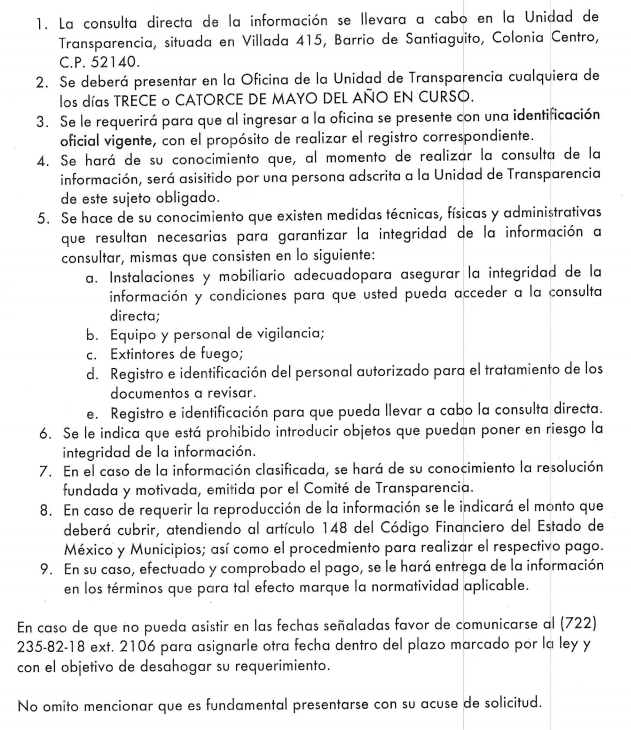 1. La consulta directa de la información se llevara a cabo en la Unidad de
Transparencia, situada en Villada 415, Barrio de Santiaguito, Colonia Centro,
C.P. 52140.
2. Se deberá presentar en la Oficina de la Unidad de Transparencia cualquiera de
los días TRECE o CATORCE DE MAYO DEL AÑO EN CURSO.
3. Se le requerirá para que al ingresar a la oficina se presente con una identificación
oficial vigente, con el propósito de realizar el registro correspondiente.
4. Se hará de su conocimiento que, al momento de realizar la consulta de la
información, será asisitido por una persona adscrita a la Unidad de Transparencia
de este sujeto obligado.
5. Se hace de su conocimiento que existen medidas técnicas, físicas y administrativas
que resultan necesarias para garantizar la integridad de la información a
consultar, mismas que consisten en lo siguiente:
a. Instalaciones y mobiliario adecuadopara asegurar la integridad de la
información y condiciones para que usted pueda acceder a la consulta
directa;
b. Equipo y personal de vigilancia;
c. Extintores de fuego;
d. Registro e identificación del personal autorizado para el tratamiento de los
documentos a revisar.
e. Registro e identificación para que pueda llevar a cabo la consulta directa.
6. Se le indica que está prohibido introducir objetos que puedan poner en riesgo la
integridad de la información.
7. En el caso de la información clasificada, se hará de su conocimiento la resolución
fundada y motivada, emitida por el Comité de Transparencia.
8. En caso de requerir la reproducción de la información se le indicará el monto que
deberá cubrir, atendiendo al artículo 148 del Código Financiero del Estado de
México y Municipios; así como el procedmiento para realizar el respectivo pago.
9. En su caso, efectuado y comprobado el pago, se le hará entrega de la información
en los términos que para tal efecto marque la normatividad aplicable.
En caso de que no pueda asistir en las fechas señaladas favor de comunicarse al (722)
235-82-18 ext. 2106 para asignarle otra fecha dentro del plazo marcado por la ley y
con el objetivo de desahogar su requerimiento.
No omito mencionar que es fundamental presentarse con su acuse de solicitud.